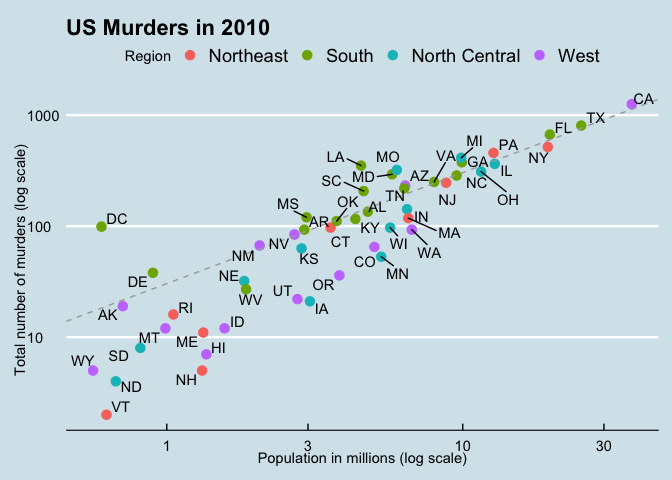 US Murders in 2010
Region Northeast South North Central West
Total number of murders (log scale)
1000
100
10
CA
TX
FL
PA
NY
MI
VA
GA
IL
NC
OH
LA
MO
MD
SC
AZ
TN
NJ
MS
OK
AL
AR
IN
DC
CT
KY
WI
MA
WA
NM
NV
KS
CO
MN
DE
NE
WV
UT
OR
IA
AK
RI
MT
ME
ID
SD
HI
WY
ND
NH
VT
1 3 10 30
Population in millions (log scale)